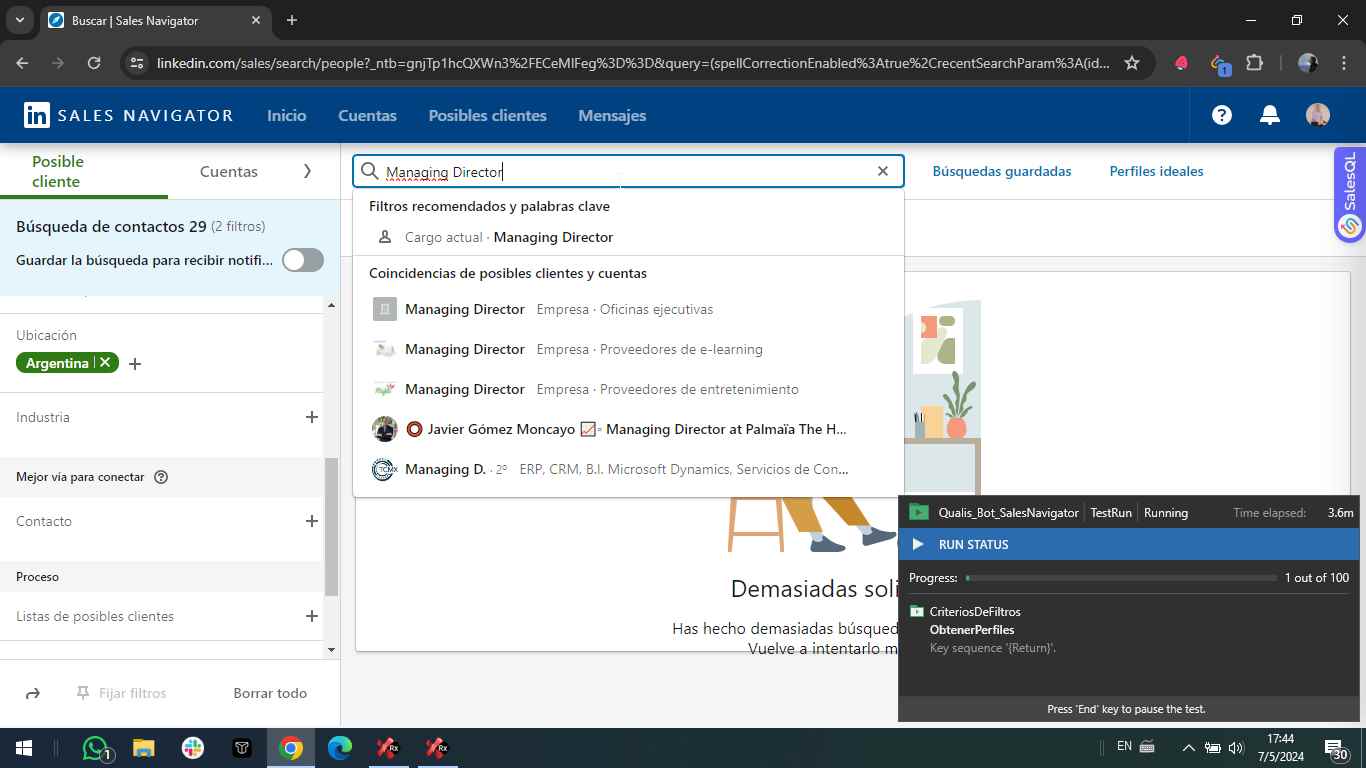 Buscar | Sales Navigator
linkedin.com/sales/search/people?_ntb=gnjTp1hcQXWn3%2FECeMlFeg%3D%3D&query=(spellCorrectionEnabled%3Atrue%2CrecentSearchParam%3A(id...
1
in SALES NAVIGATOR Inicio Cuentas Posibles clientes Mensajes
Posible cliente
Cuentas
Managing Director
Búsquedas guardadas
Perfiles ideales
SalesQL
Búsqueda de contactos 29 (2 filtros)
Guardar la búsqueda para recibir notifi...
Ubicación
Argentina
Industria
Mejor vía para conectar
Contacto
Proceso
Listas de posibles clientes
Fijar filtros
Borrar todo
Filtros recomendados y palabras clave
Cargo actual · Managing Director
Coincidencias de posibles clientes y cuentas
Managing Director Empresa · Oficinas ejecutivas
Managing Director Empresa · Proveedores de e-learning
Managing Director Empresa · Proveedores de entretenimiento
⭕ Javier Gómez Moncayo 📈- Managing Director at Palmaïa The H...
Managing D. · 2º ERP, CRM, B.I. Microsoft Dynamics, Servicios de Con...
Demasiadas soli
Has hecho demasiadas búsqued
Vuelve a intentarlo m
Qualis_Bot_SalesNavigator TestRun Running Time elapsed: 3.6m
RUN STATUS
Progress: 1 out of 100
CriteriosDeFiltros
ObtenerPerfiles
Key sequence '{Return}'.
Press 'End' key to pause the test.
1
Rx
Rx
EN
17:44
7/5/2024
30